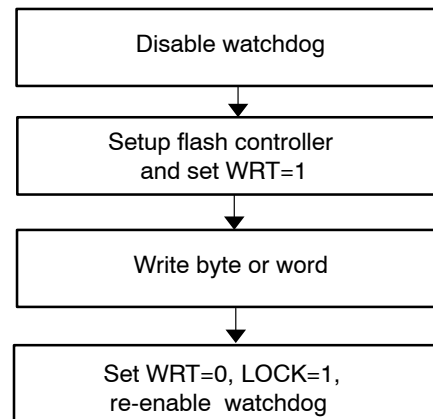 Disable watchdog
Setup flash controller
and set WRT=1
Write byte or word
Set WRT=0, LOCK=1,
re-enable watchdog